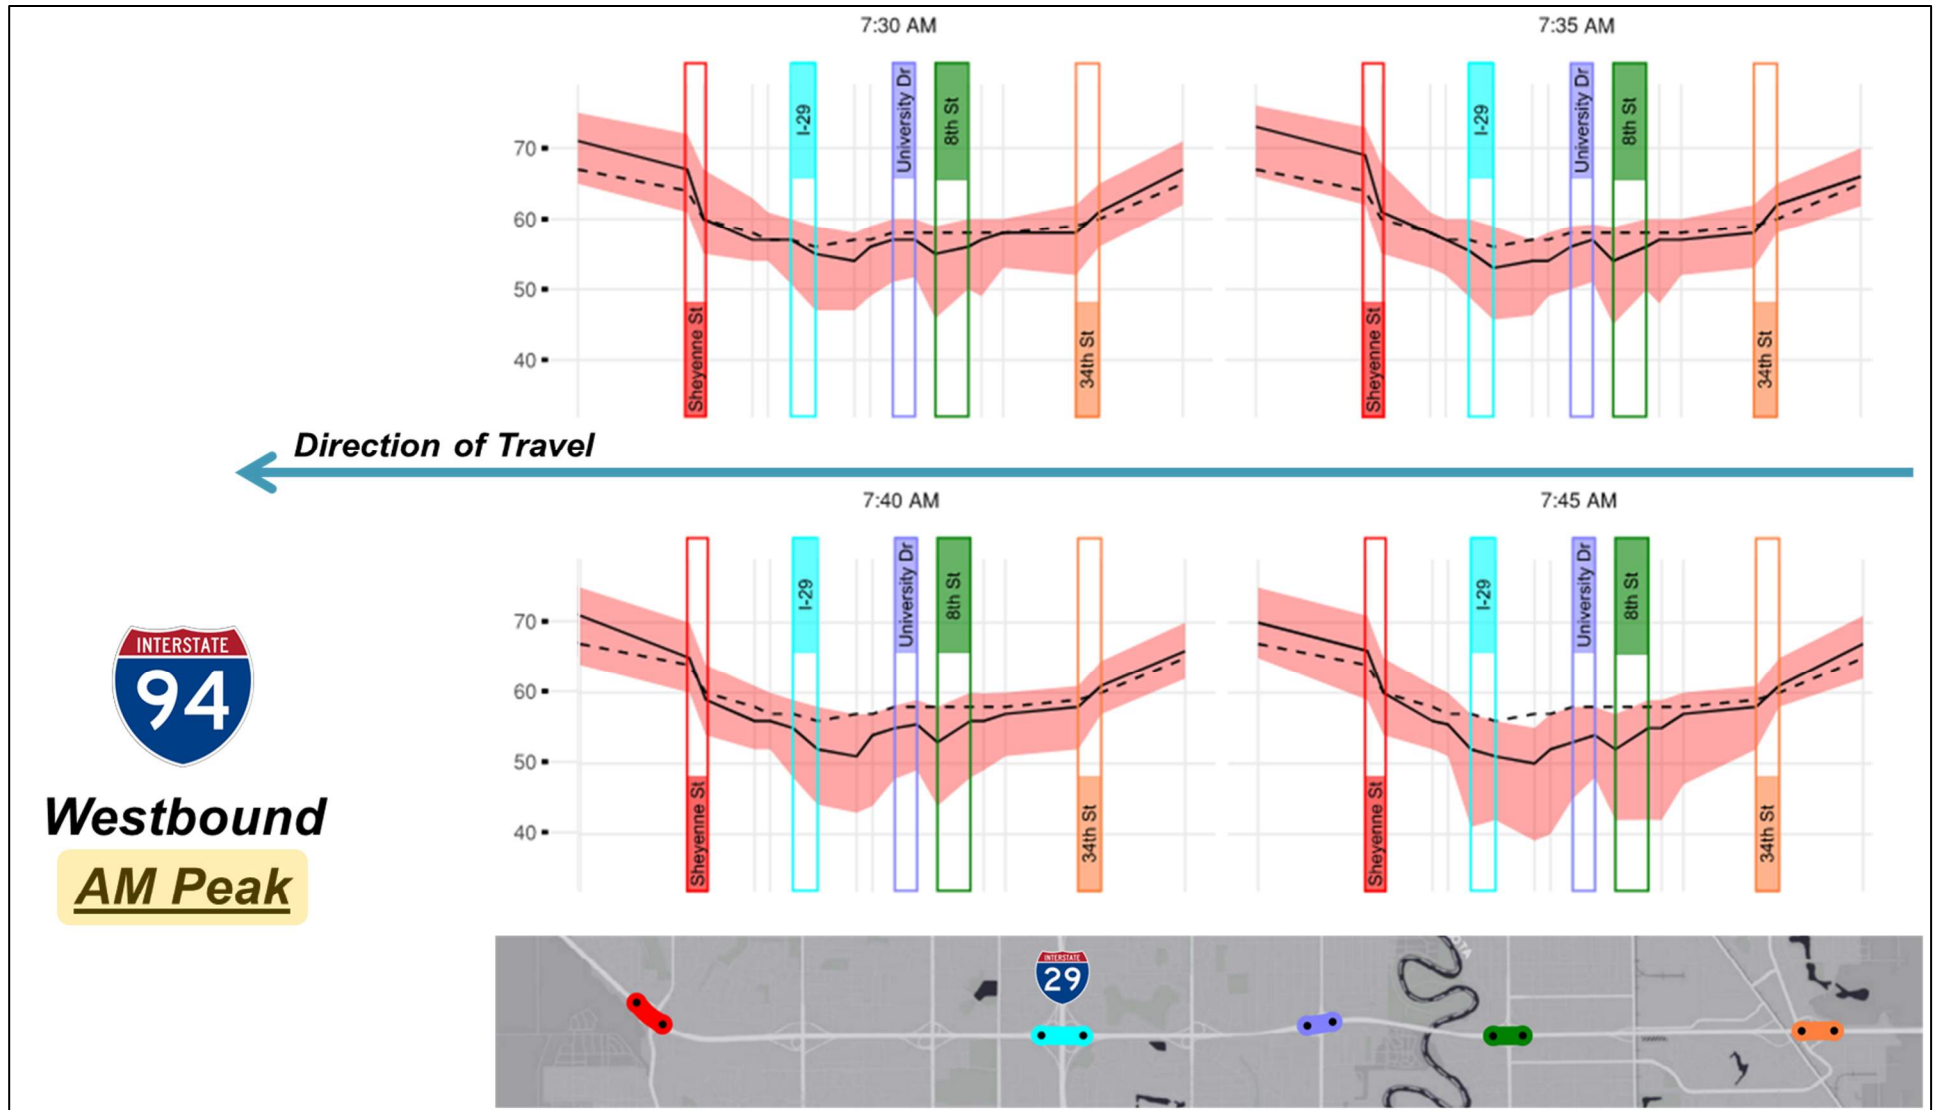 7:30 AM
7:35 AM
70
60
50
40
Sheyenne St
I-29
University Dr
8th St
34th St
Sheyenne St
I-29
University Dr
8th St
34th St
Direction of Travel
7:40 AM
7:45 AM
70
60
50
40
Sheyenne St
I-29
University Dr
8th St
34th St
Sheyenne St
I-29
University Dr
8th St
34th St
INTERSTATE
94
Westbound
AM Peak
INTERSTATE
29